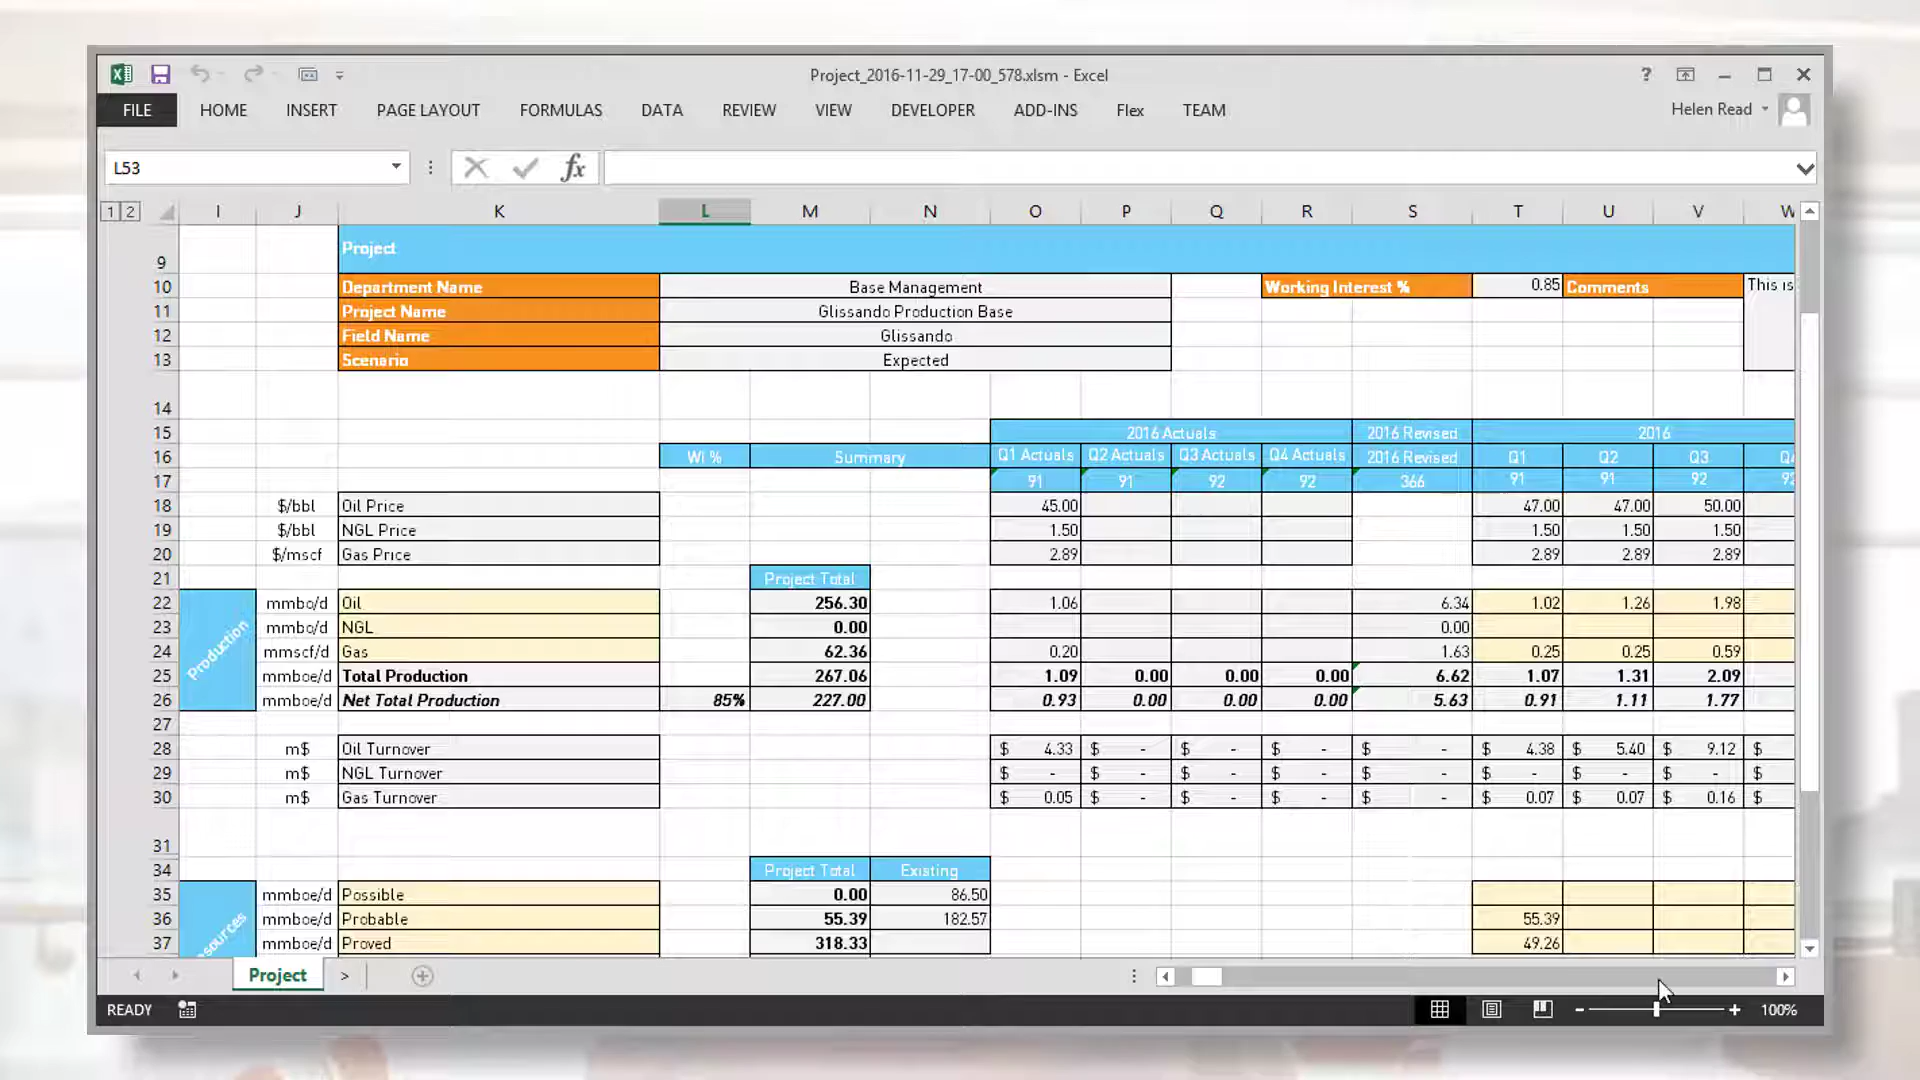 Project_2016-11-29_17-00_578.xlsm - Excel
FILE HOME INSERT PAGE LAYOUT FORMULAS DATA REVIEW VIEW DEVELOPER ADD-INS Flex TEAM Helen Read
L53 fx
1 2 I J K L M N O P Q R S T U V W
9 Project
10 Department Name Base Management Working Interest % 0.85 Comments This is
11 Project Name Glissando Production Base
12 Field Name Glissando
13 Scenario Expected
14
15 2016 Actuals 2016 Revised 2016
16 WI % Summary Q1 Actuals Q2 Actuals Q3 Actuals Q4 Actuals 2016 Revised Q1 Q2 Q3
17 91 91 92 92 366 91 91 92
18 $/bbl Oil Price 45.00 47.00 47.00 50.00
19 $/bbl NGL Price 1.50 1.50 1.50 1.50
20 $/mscf Gas Price 2.89 2.89 2.89 2.89
21 Project Total
Production
22 mmbo/d Oil 256.30 1.06 6.34 1.02 1.26 1.98
23 mmbo/d NGL 0.00 0.00
24 mmscf/d Gas 62.36 0.20 1.63 0.25 0.25 0.59
25 mmboe/d Total Production 267.06 1.09 0.00 0.00 0.00 6.62 1.07 1.31 2.09
26 mmboe/d Net Total Production 85% 227.00 0.93 0.00 0.00 0.00 5.63 0.91 1.11 1.77
27
28 m$ Oil Turnover $ 4.33 $ - $ - $ - $ - $ 4.38 $ 5.40 $ 9.12 $
29 m$ NGL Turnover $ - $ - $ - $ - $ - $ - $ - $ - $
30 m$ Gas Turnover $ 0.05 $ - $ - $ - $ - $ 0.07 $ 0.07 $ 0.16 $
31
34 Project Total Existing
35 mmboe/d Possible 0.00 86.50
36 mmboe/d Probable 55.39 182.57 55.39
37 mmboe/d Proved 318.33 49.26
Project >
READY 100%